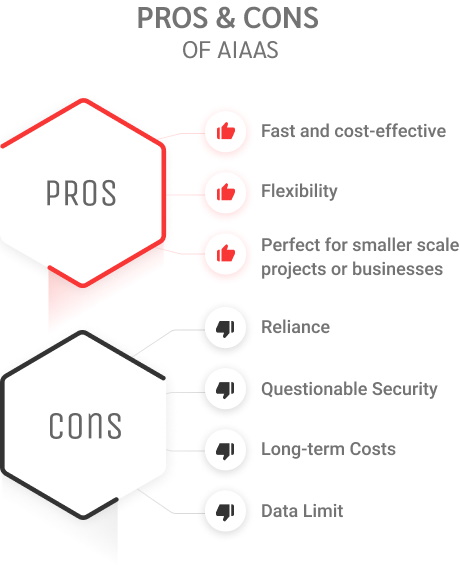 PROS & CONS
OF AIAAS
PROS
Fast and cost-effective
Flexibility
Perfect for smaller scale
projects or businesses
CONS
Reliance
Questionable Security
Long-term Costs
Data Limit